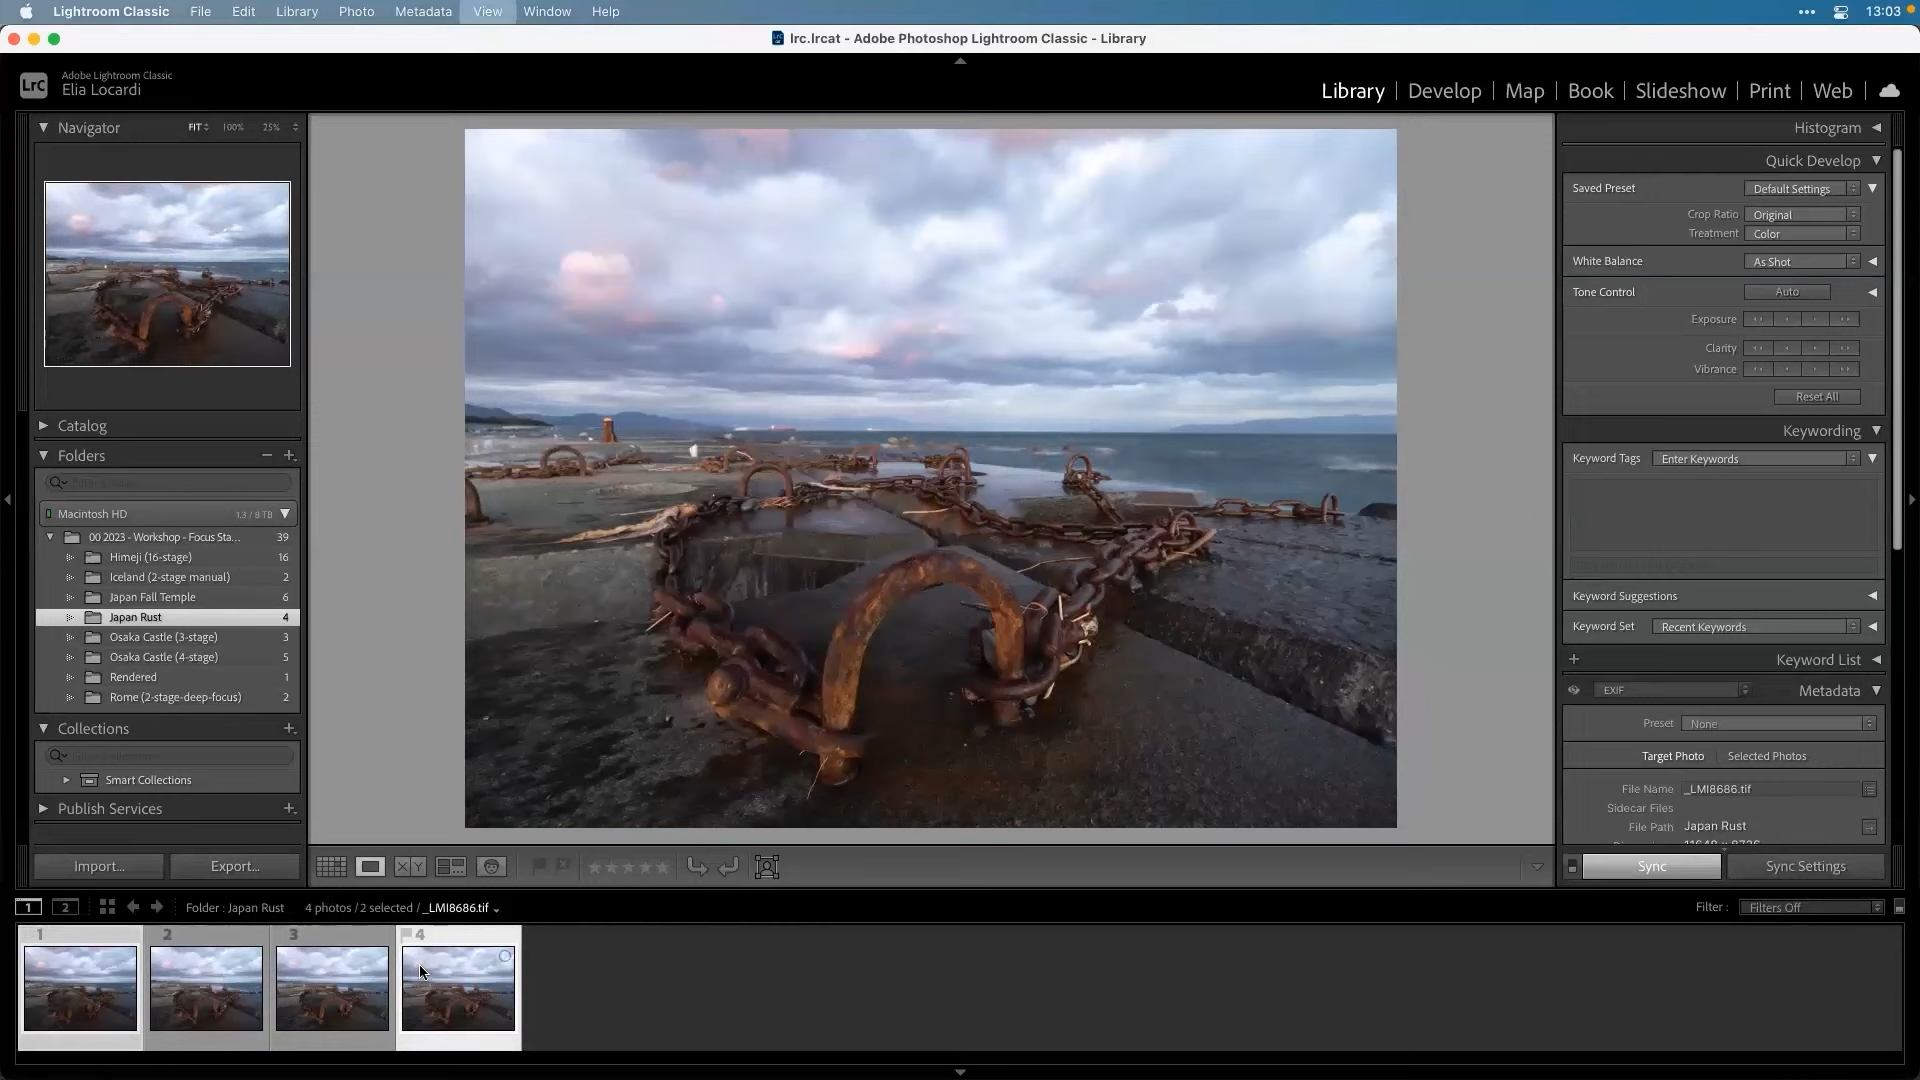 Lightroom Classic File Edit Library Photo Metadata View Window Help ••• 13:03
lrc.lrcat - Adobe Photoshop Lightroom Classic - Library
LrC
Adobe Lightroom Classic
Elia Locardi
Library | Develop | Map | Book | Slideshow | Print | Web
Navigator FIT 100% 25%
Catalog
Folders
Macintosh HD 1.3 / 8 TB
00 2023 - Workshop - Focus Sta... 39
Himeji (16-stage) 16
Iceland (2-stage manual) 2
Japan Fall Temple 6
Japan Rust 4
Osaka Castle (3-stage) 3
Osaka Castle (4-stage) 5
Rendered 1
Rome (2-stage-deep-focus) 2
Collections
Smart Collections
Publish Services
Import... Export...
Histogram
Quick Develop
Saved Preset Default Settings
Crop Ratio Original
Treatment Color
White Balance As Shot
Tone Control Auto
Exposure
Clarity
Vibrance
Reset All
Keywording
Keyword Tags Enter Keywords
Keyword Suggestions
Keyword Set Recent Keywords
Keyword List
EXIF Metadata
Preset None
Target Photo Selected Photos
File Name _LMI8686.tif
Sidecar Files
File Path Japan Rust
Sync Sync Settings
X Y
1 2 Folder : Japan Rust 4 photos / 2 selected / _LMI8686.tif Filter : Filters Off
1 2 3 4